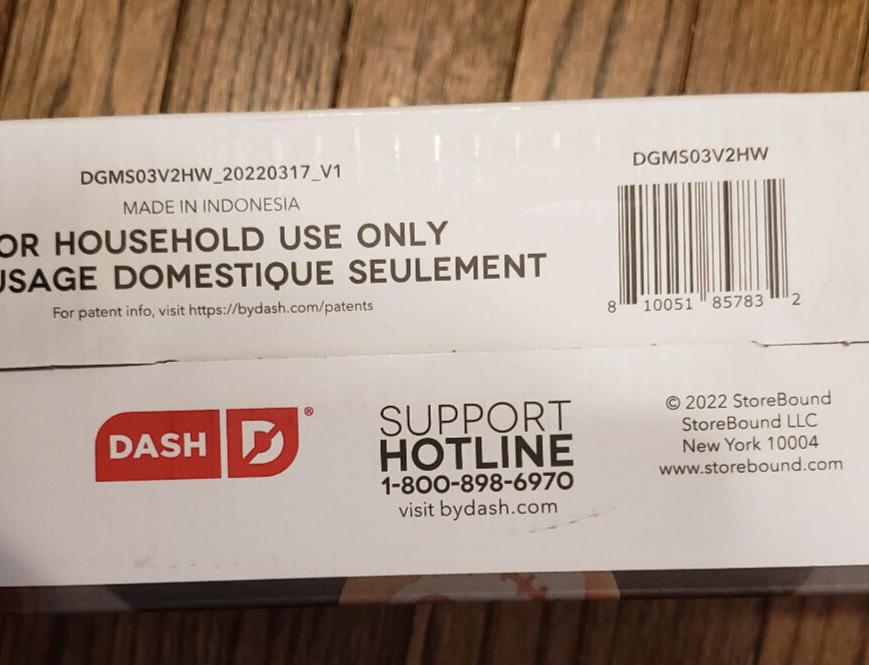 DGMS03V2HW_20220317_V1
MADE IN INDONESIA
OR HOUSEHOLD USE ONLY
USAGE DOMESTIQUE SEULEMENT
For patent info, visit https://bydash.com/patents
DGMS03V2HW
8 10051 85783 2
DASH D®
SUPPORT
HOTLINE
1-800-898-6970
visit bydash.com
© 2022 StoreBound
StoreBound LLC
New York 10004
www.storebound.com